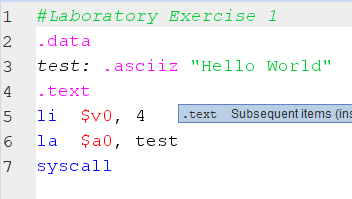 1 #Laboratory Exercise 1
2 .data
3 test: .asciiz "Hello World"
4 .text
5 li $v0, 4
.text Subsequent items (ins
6 la $a0, test
7 syscall